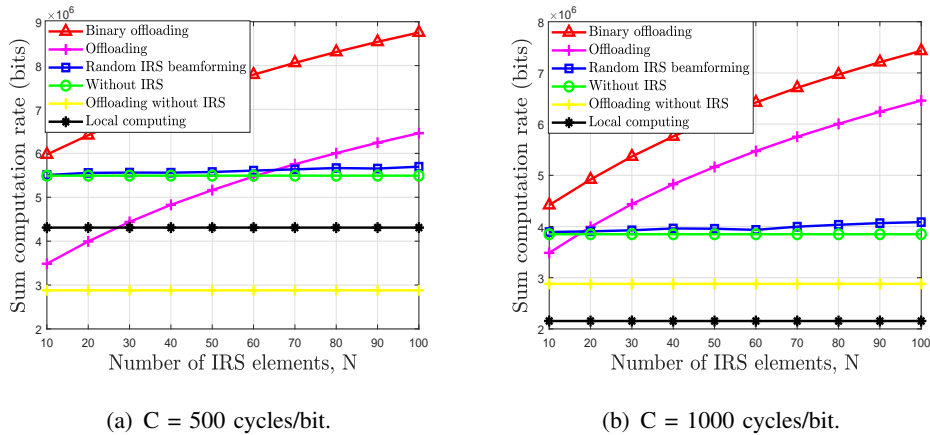 ×10⁶
9
8
7
6
5
4
3
2
Sum computation rate (bits)
Binary offloading
Offloading
Random IRS beamforming
Without IRS
Offloading without IRS
Local computing
10 20 30 40 50 60 70 80 90 100
Number of IRS elements, N
(a) C = 500 cycles/bit.
×10⁶
8
7
6
5
4
3
2
Sum computation rate (bits)
Binary offloading
Offloading
Random IRS beamforming
Without IRS
Offloading without IRS
Local computing
10 20 30 40 50 60 70 80 90 100
Number of IRS elements, N
(b) C = 1000 cycles/bit.